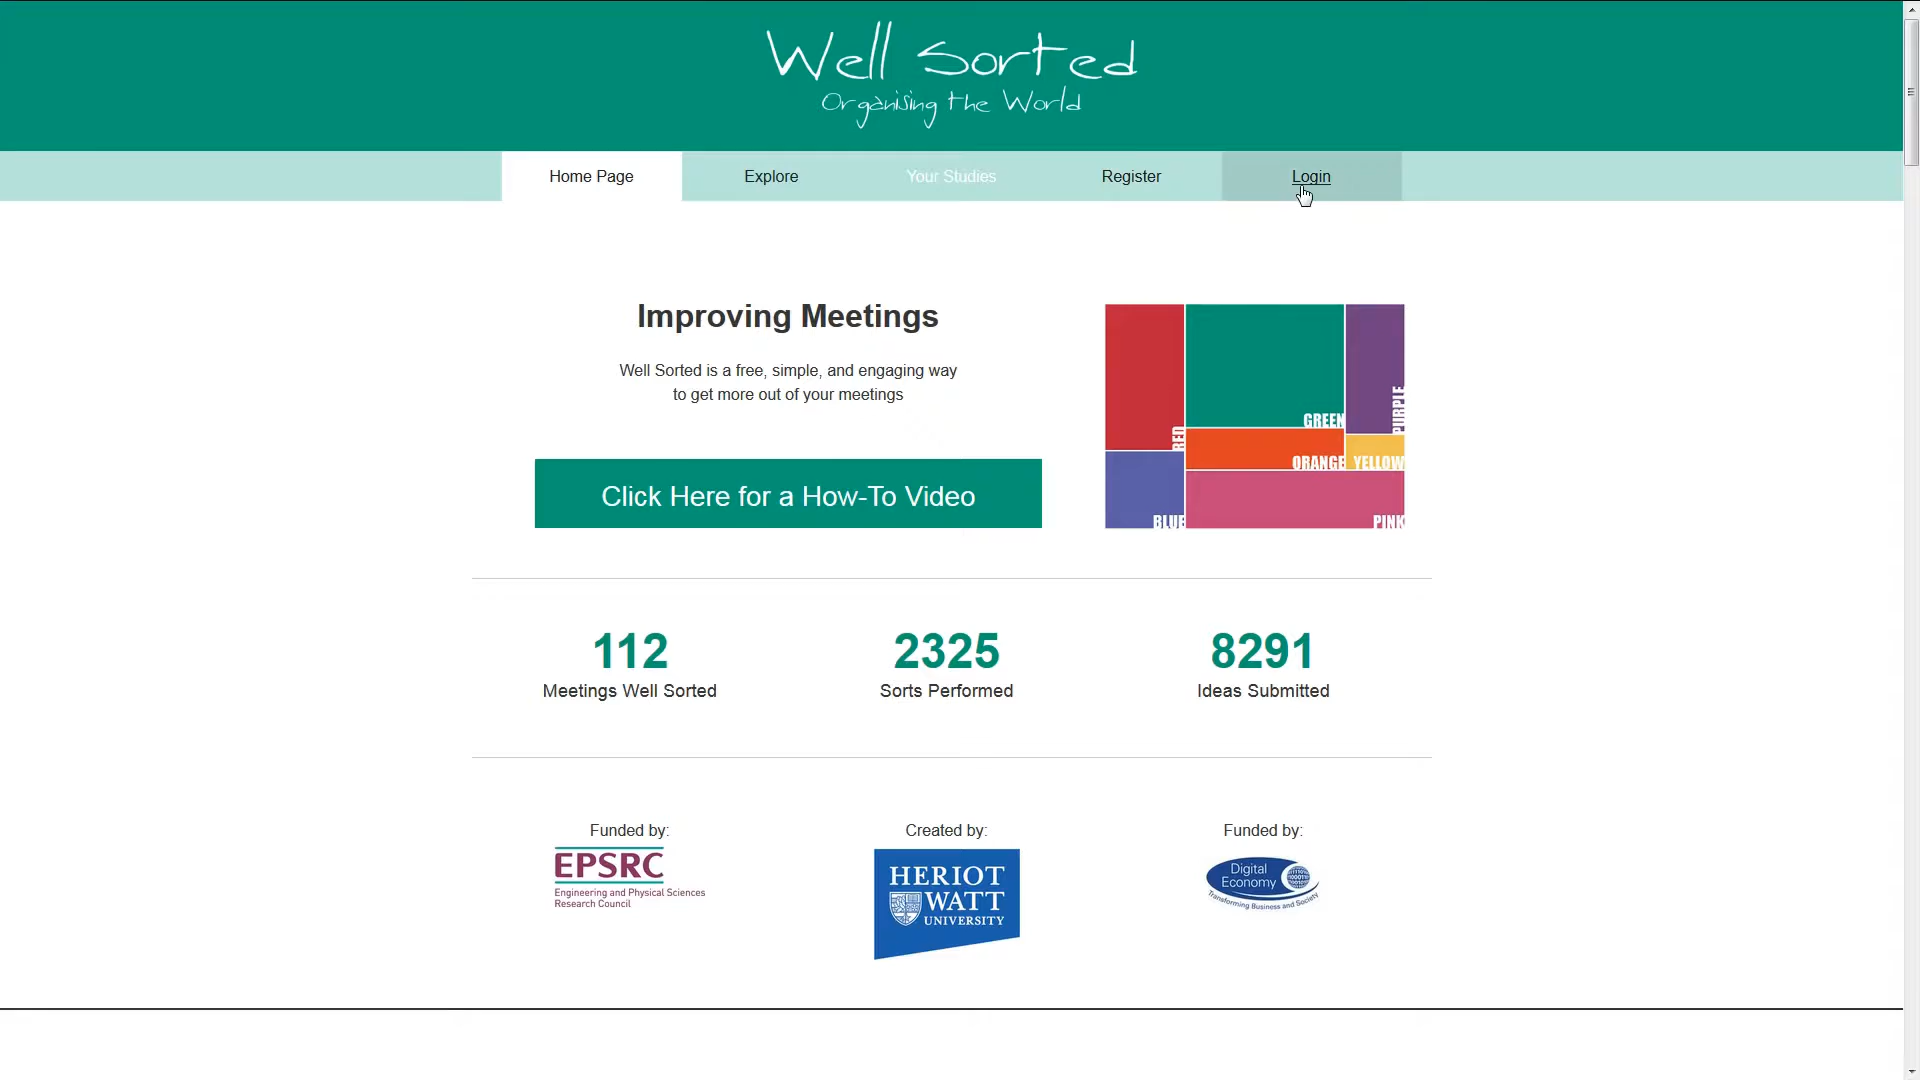 Well Sorted
Organising the World
Home Page
Explore
Your Studies
Register
Login
Improving Meetings
Well Sorted is a free, simple, and engaging way
to get more out of your meetings
Click Here for a How-To Video
RED
GREEN
PURPLE
ORANGE
YELLOW
BLUE
PINK
112
Meetings Well Sorted
2325
Sorts Performed
8291
Ideas Submitted
Funded by:
EPSRC
Engineering and Physical Sciences
Research Council
Created by:
HERIOT
WATT
UNIVERSITY
Funded by:
Digital
Economy
Transforming Business and Society